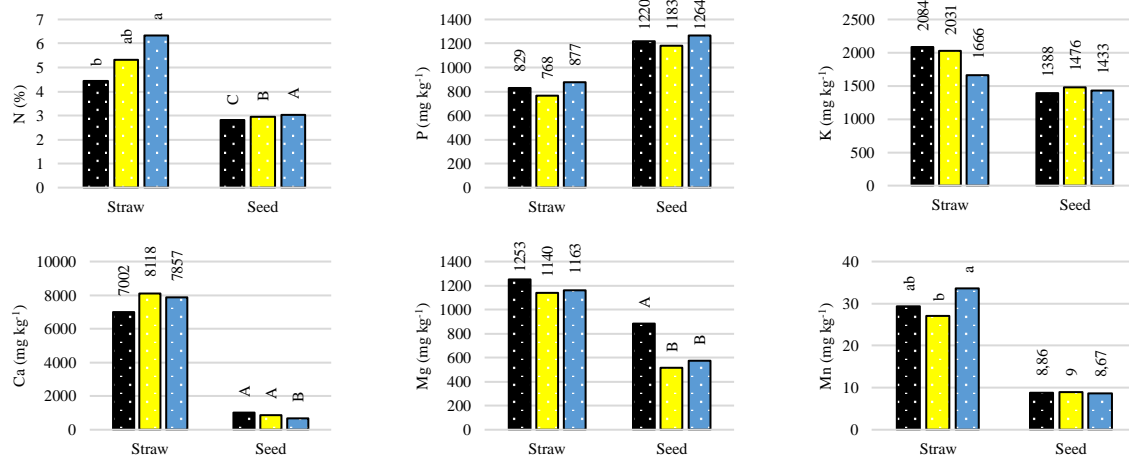 N (%)
7
6
5
4
3
2
1
0
b
ab
a
C
B
A
Straw
Seed
P (mg kg-1)
1400
1200
1000
800
600
400
200
0
829
768
877
1220
1183
1264
Straw
Seed
K (mg kg-1)
2500
2000
1500
1000
500
0
2084
2031
1666
1388
1476
1433
Straw
Seed
Ca (mg kg-1)
10000
8000
6000
4000
2000
0
7002
8118
7857
A
A
B
Straw
Seed
Mg (mg kg-1)
1400
1200
1000
800
600
400
200
0
1253
1140
1163
A
B
B
Straw
Seed
Mn (mg kg-1)
40
30
20
10
0
ab
b
a
8,86
9
8,67
Straw
Seed